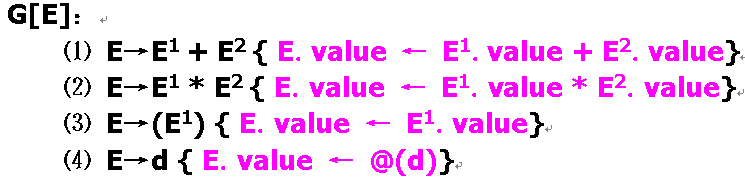 G[E]：
⑴ E→E¹ + E² { E. value ← E¹. value + E². value}
⑵ E→E¹ * E² { E. value ← E¹. value * E². value}
⑶ E→(E¹) { E. value ← E¹. value}
⑷ E→d { E. value ← @(d)}